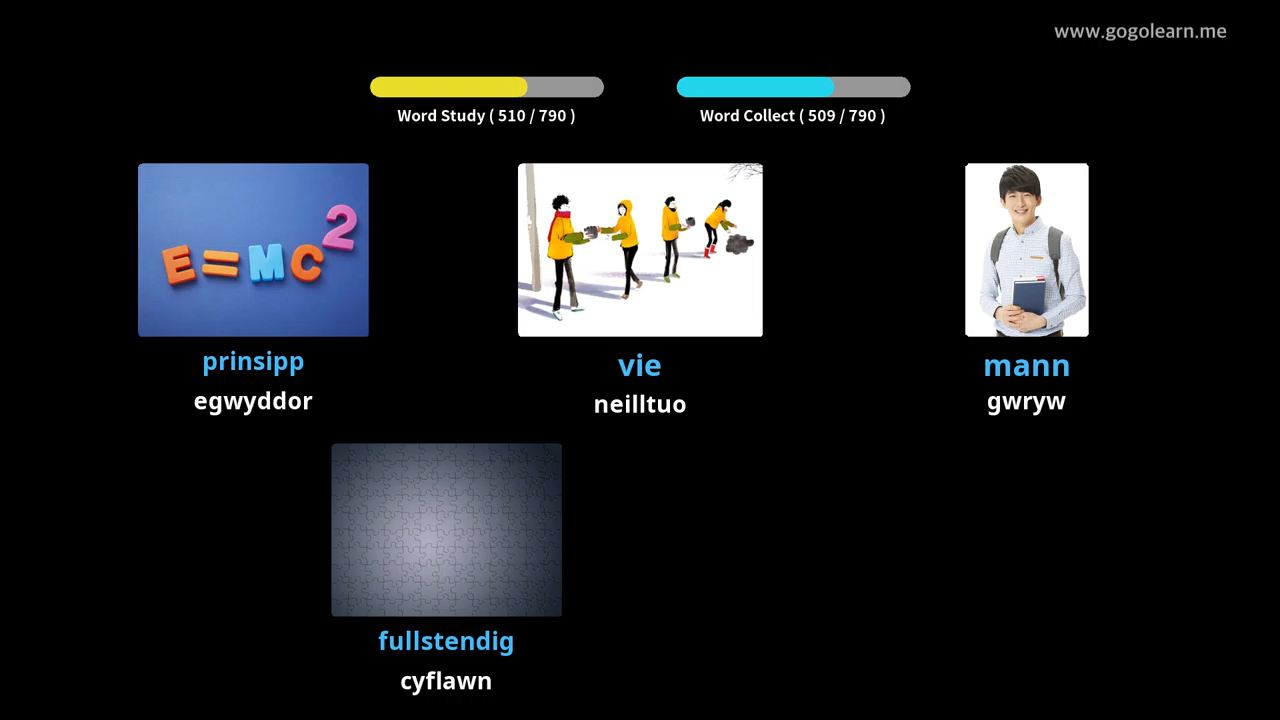 www.gogolearn.me
Word Study ( 510 / 790 )
Word Collect ( 509 / 790 )
E=MC2
prinsipp
egwyddor
vie
neilltuo
mann
gwryw
fullstendig
cyflawn